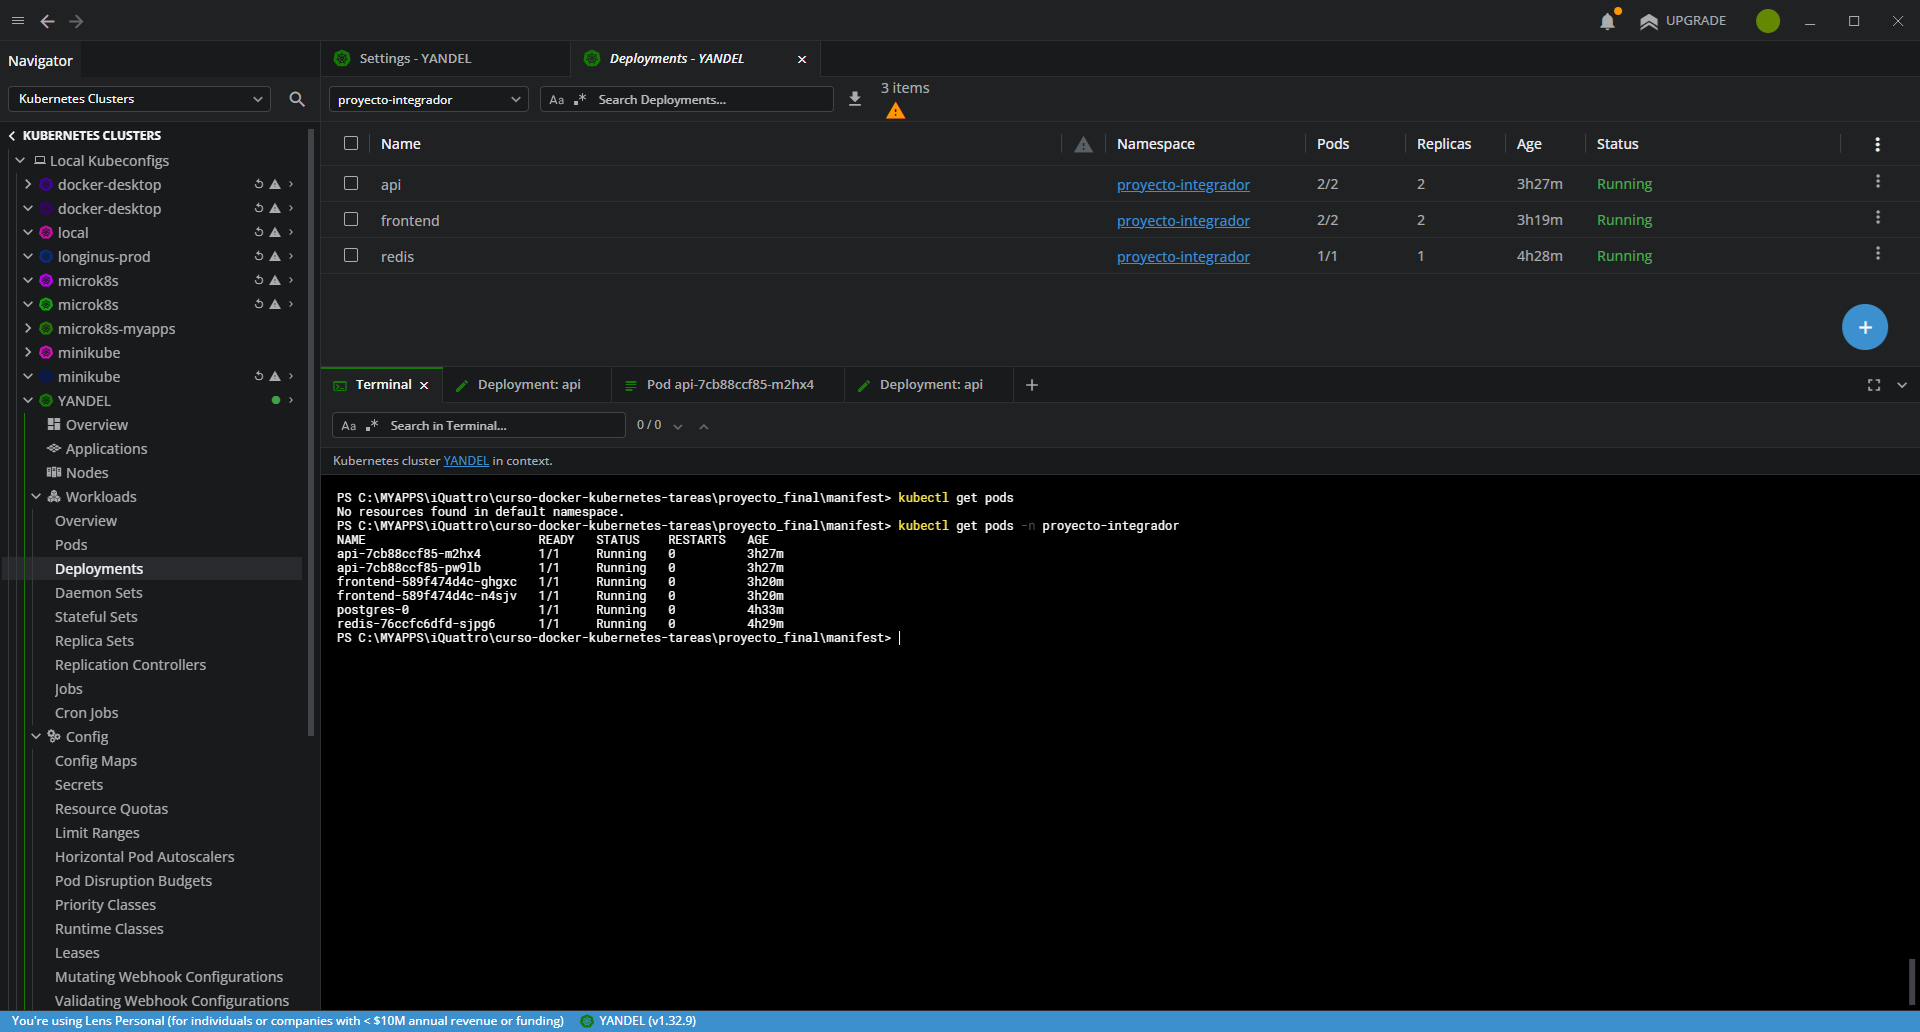 UPGRADE
Navigator
Settings - YANDEL
Deployments - YANDEL
Kubernetes Clusters
proyecto-integrador
Aa .* Search Deployments...
3 items
KUBERNETES CLUSTERS
Local Kubeconfigs
docker-desktop
docker-desktop
local
longinus-prod
microk8s
microk8s
microk8s-myapps
minikube
minikube
YANDEL
Overview
Applications
Nodes
Workloads
Overview
Pods
Deployments
Daemon Sets
Stateful Sets
Replica Sets
Replication Controllers
Jobs
Cron Jobs
Config
Config Maps
Secrets
Resource Quotas
Limit Ranges
Horizontal Pod Autoscalers
Pod Disruption Budgets
Priority Classes
Runtime Classes
Leases
Mutating Webhook Configurations
Validating Webhook Configurations
Name Namespace Pods Replicas Age Status
api proyecto-integrador 2/2 2 3h27m Running
frontend proyecto-integrador 2/2 2 3h19m Running
redis proyecto-integrador 1/1 1 4h28m Running
Terminal
Deployment: api
Pod api-7cb88ccf85-m2hx4
Deployment: api
Aa .* Search in Terminal... 0 / 0
Kubernetes cluster YANDEL in context.
PS C:\MYAPPS\iQuattro\curso-docker-kubernetes-tareas\proyecto_final\manifest> kubectl get pods
No resources found in default namespace.
PS C:\MYAPPS\iQuattro\curso-docker-kubernetes-tareas\proyecto_final\manifest> kubectl get pods -n proyecto-integrador
NAME READY STATUS RESTARTS AGE
api-7cb88ccf85-m2hx4 1/1 Running 0 3h27m
api-7cb88ccf85-pw9lb 1/1 Running 0 3h27m
frontend-589f474d4c-ghgxc 1/1 Running 0 3h20m
frontend-589f474d4c-n4sjv 1/1 Running 0 3h20m
postgres-0 1/1 Running 0 4h33m
redis-76ccfc6dfd-sjpg6 1/1 Running 0 4h29m
PS C:\MYAPPS\iQuattro\curso-docker-kubernetes-tareas\proyecto_final\manifest>
You're using Lens Personal (for individuals or companies with < $10M annual revenue or funding)
YANDEL (v1.32.9)